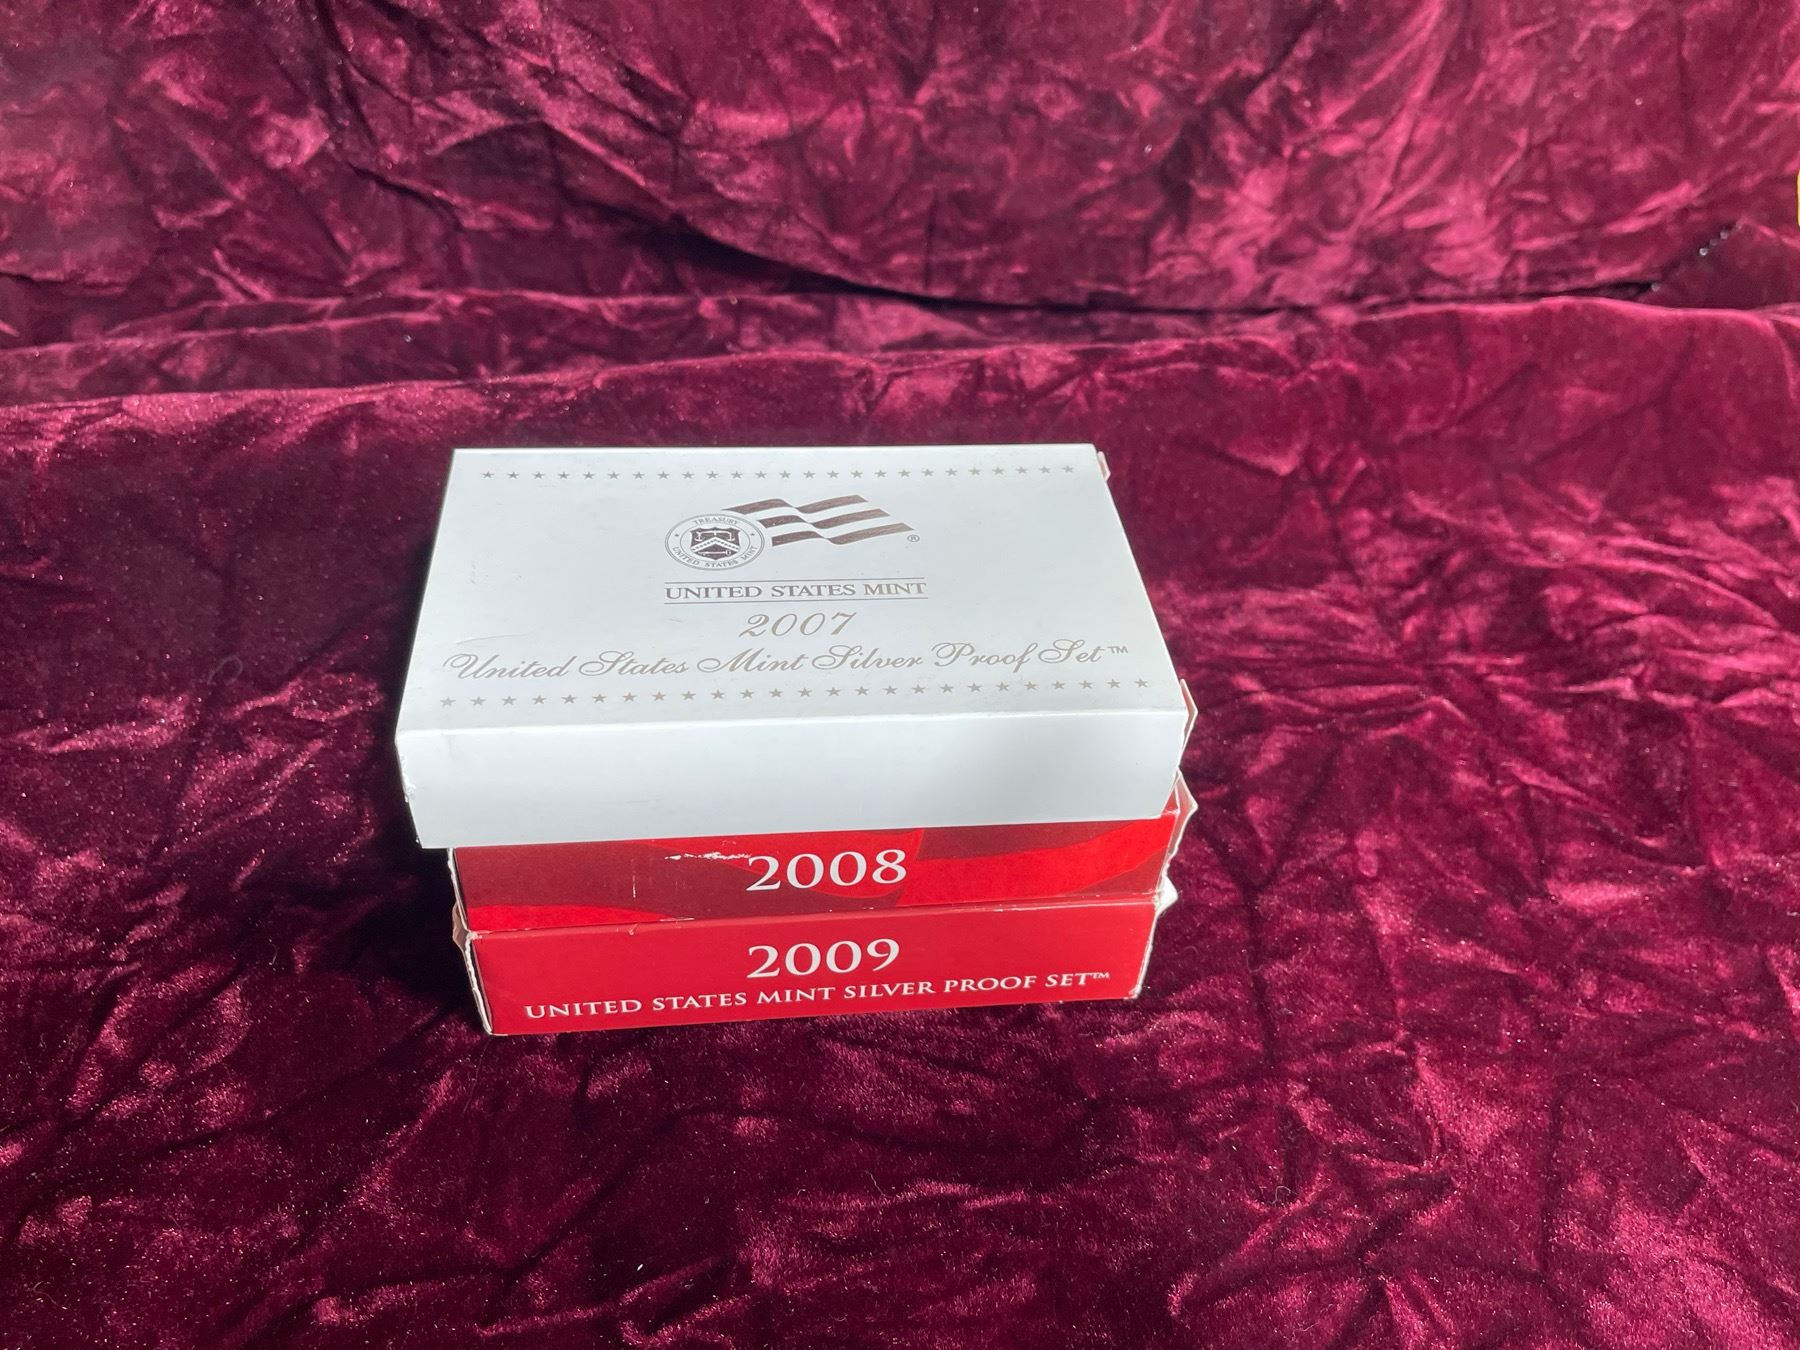 TREASURY
UNITED STATES MINT
®
UNITED STATES MINT
2007
United States Mint Silver Proof Set™
2008
2009
UNITED STATES MINT SILVER PROOF SET™